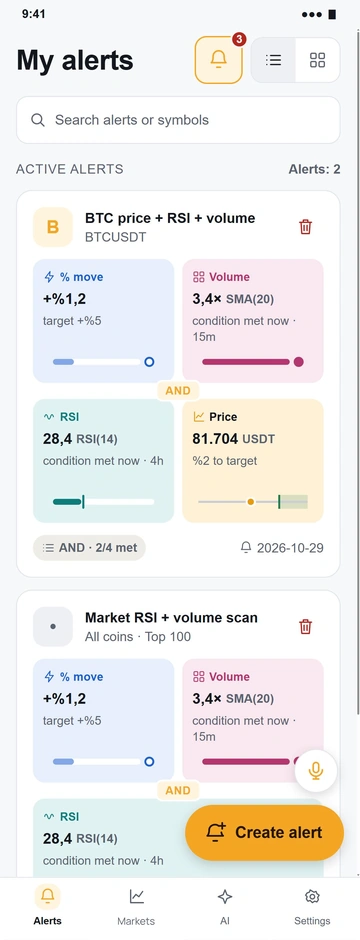 9:41
My alerts
3
Search alerts or symbols
ACTIVE ALERTS
Alerts: 2
B
BTC price + RSI + volume
BTCUSDT
% move
+%1,2
target +%5
Volume
3,4× SMA(20)
condition met now ·
15m
AND
RSI
28,4 RSI(14)
condition met now · 4h
Price
81.704 USDT
%2 to target
AND · 2/4 met
2026-10-29
Market RSI + volume scan
All coins · Top 100
% move
+%1,2
target +%5
Volume
3,4× SMA(20)
condition met now ·
15m
AND
RSI
28,4 RSI(14)
condition met now · 4h
Create alert
Alerts
Markets
AI
Settings